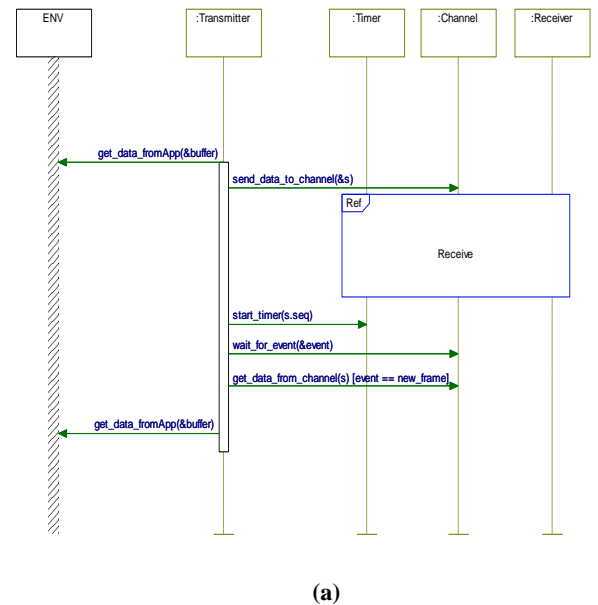 ENV
:Transmitter
:Timer
:Channel
:Receiver
get_data_fromApp(&buffer)
send_data_to_channel(&s)
Ref
Receive
start_timer(s.seq)
wait_for_event(&event)
get_data_from_channel(s) [event == new_frame]
get_data_fromApp(&buffer)
(a)